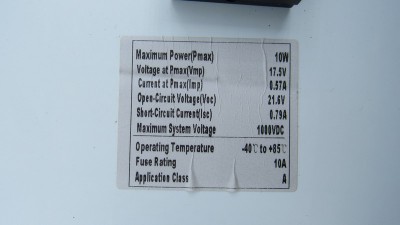 Maximum Power(Pmax) 10W
Voltage at Pmax(Vmp) 17.5V
Current at Pmax(Imp) 0.57A
Open-Circuit Voltage(Voc) 21.6V
Short-Circuit Current(Isc) 0.79A
Maximum System Voltage 1000VDC
Operating Temperature -40℃ to +85℃
Fuse Rating 10A
Application Class A